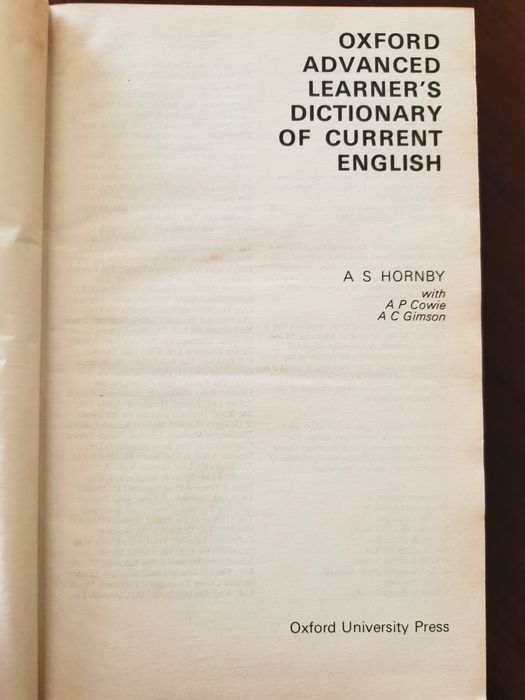 OXFORD
ADVANCED
LEARNER'S
DICTIONARY
OF CURRENT
ENGLISH
A S HORNBY
with
A P Cowie
A C Gimson
Oxford University Press